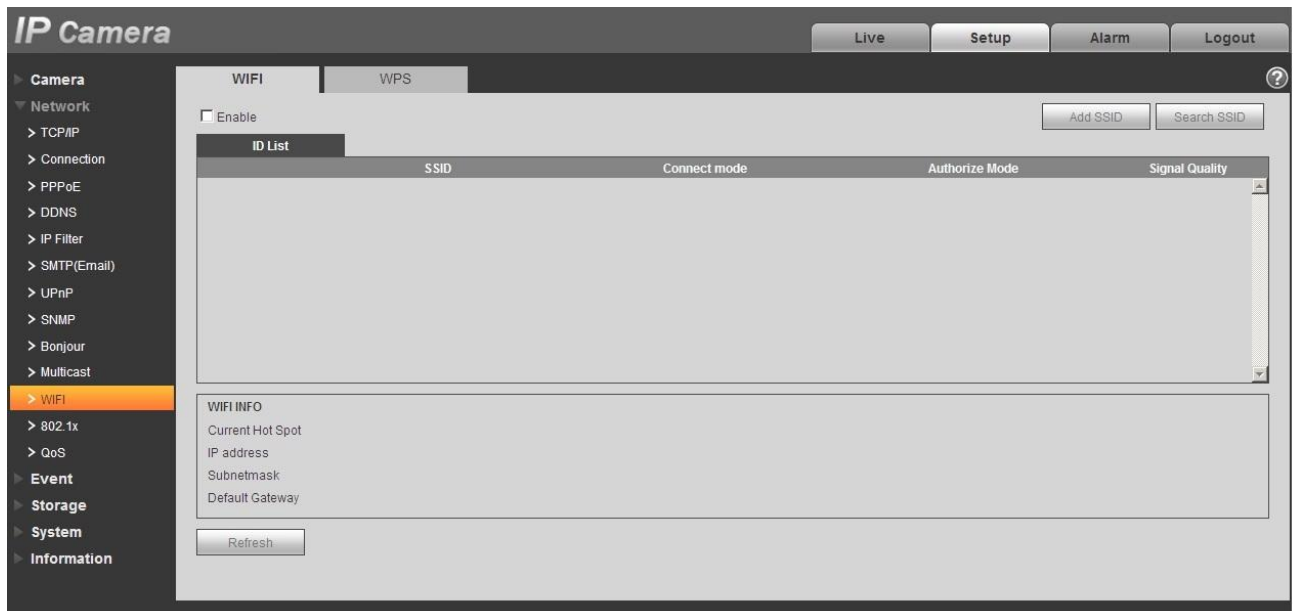 IP Camera
Live Setup Alarm Logout
Camera
Network
> TCP/IP
> Connection
> PPPoE
> DDNS
> IP Filter
> SMTP(Email)
> UPnP
> SNMP
> Bonjour
> Multicast
> WIFI
> 802.1x
> QoS
Event
Storage
System
Information
WIFI WPS
?
Enable
Add SSID Search SSID
ID List
SSID Connect mode Authorize Mode Signal Quality
WIFI INFO
Current Hot Spot
IP address
Subnetmask
Default Gateway
Refresh